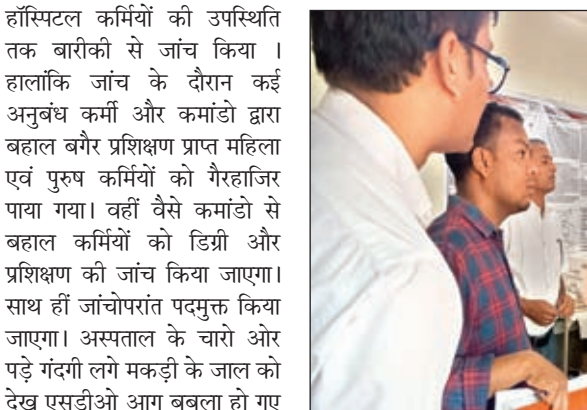 हॉस्पिटल कर्मियों की उपस्थिति
तक बारीकी से जांच किया ।
हालांकि जांच के दौरान कई
अनुबंध कर्मी और कमांडो द्वारा
बहाल बगैर प्रशिक्षण प्राप्त महिला
एवं पुरुष कर्मियों को गैरहाजिर
पाया गया। वहीं वैसे कमांडो से
बहाल कर्मियों को डिग्री और
प्रशिक्षण की जांच किया जाएगा।
साथ हीं जांचोपरांत पदमुक्त किया
जाएगा। अस्पताल के चारो ओर
पड़े गंदगी लगे मकड़ी के जाल को
देख एसडीओ आग बबुला हो गए